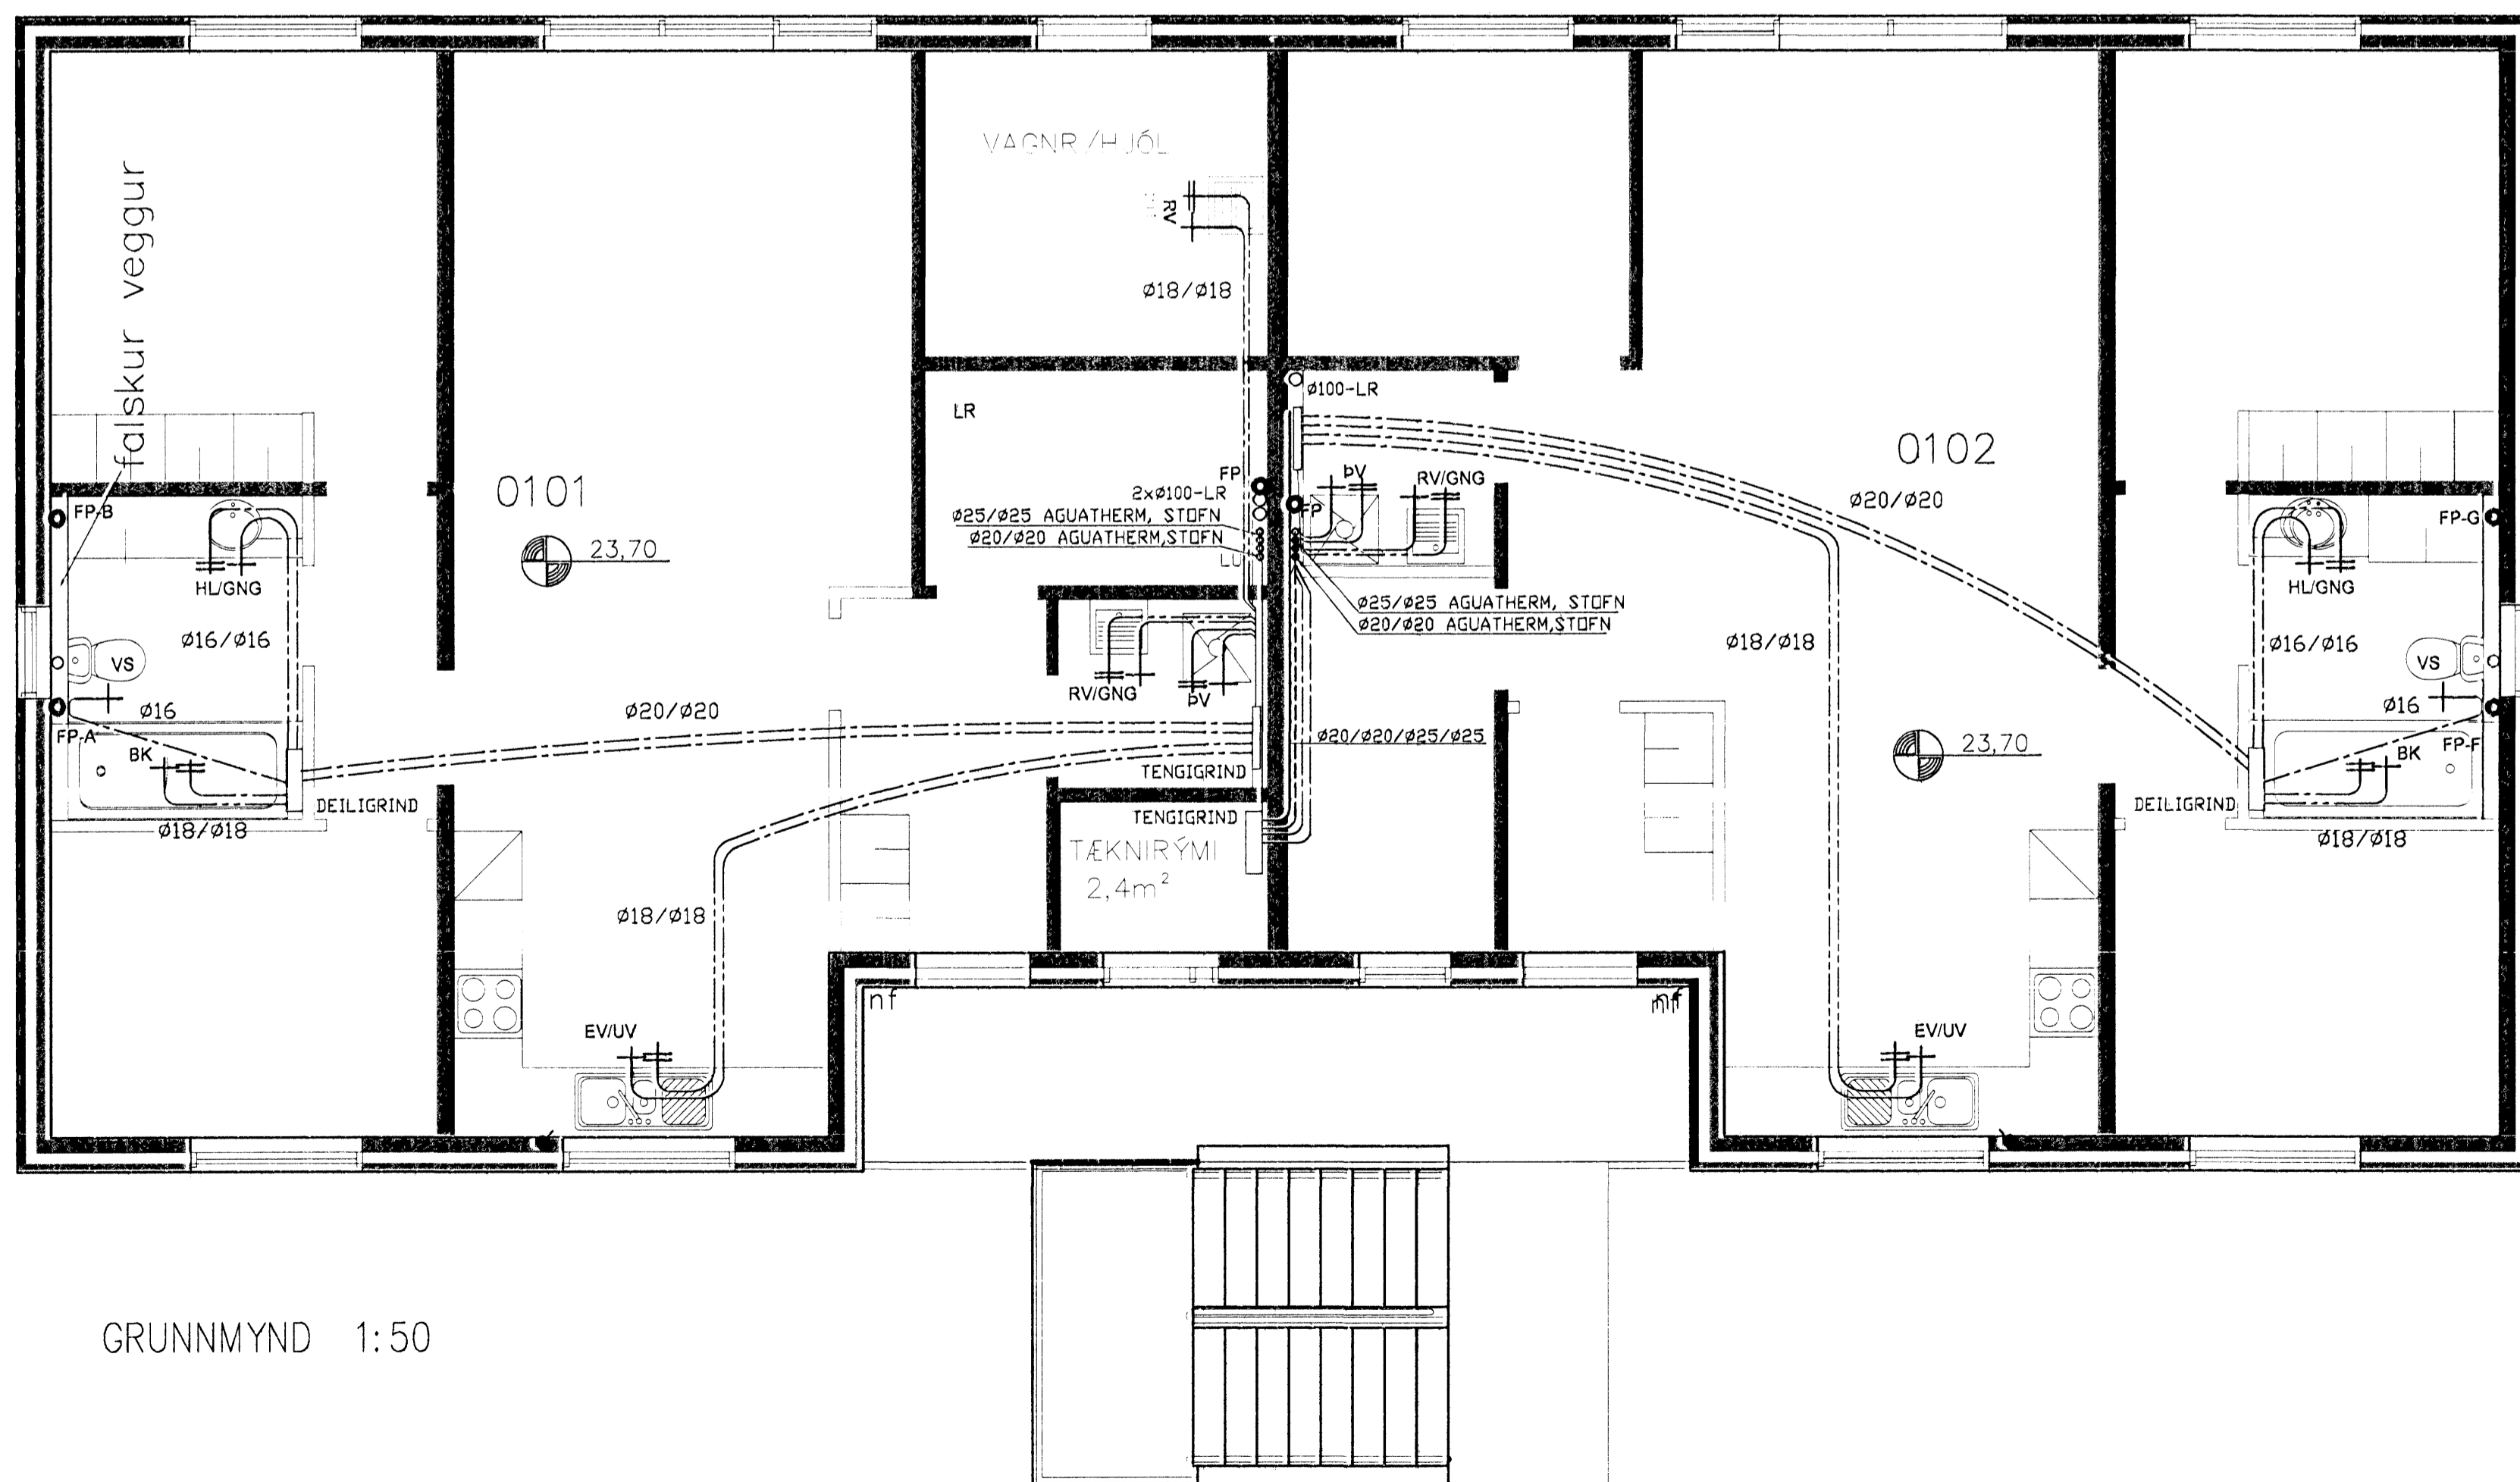 VAGNR/HJÓL
falskur veggur
RV
Ø18/Ø18
LR
Ø100-LR
0101
23,70
0102
FP
2xØ100-LR
Ø25/Ø25 AGUATHERM, STOFN
Ø20/Ø20 AGUATHERM,STOFN
LU
ÞV
RV/GNG
FP
Ø20/Ø20
Ø25/Ø25 AGUATHERM, STOFN
Ø20/Ø20 AGUATHERM,STOFN
FP-B
HL/GNG
Ø16/Ø16
VS
Ø16
FP-A
BK
Ø18/Ø18
DEILIGRIND
Ø20/Ø20
RV/GNG
ÞV
TENGIGRIND
TENGIGRIND
TÆKNIRÝMI
2,4m²
Ø20/Ø20/Ø25/Ø25
Ø18/Ø18
23,70
FP-G
HL/GNG
Ø16/Ø16
VS
Ø16
FP-F
BK
DEILIGRIND
Ø18/Ø18
Ø18/Ø18
nf
nf
EV/UV
EV/UV
GRUNNMYND 1:50